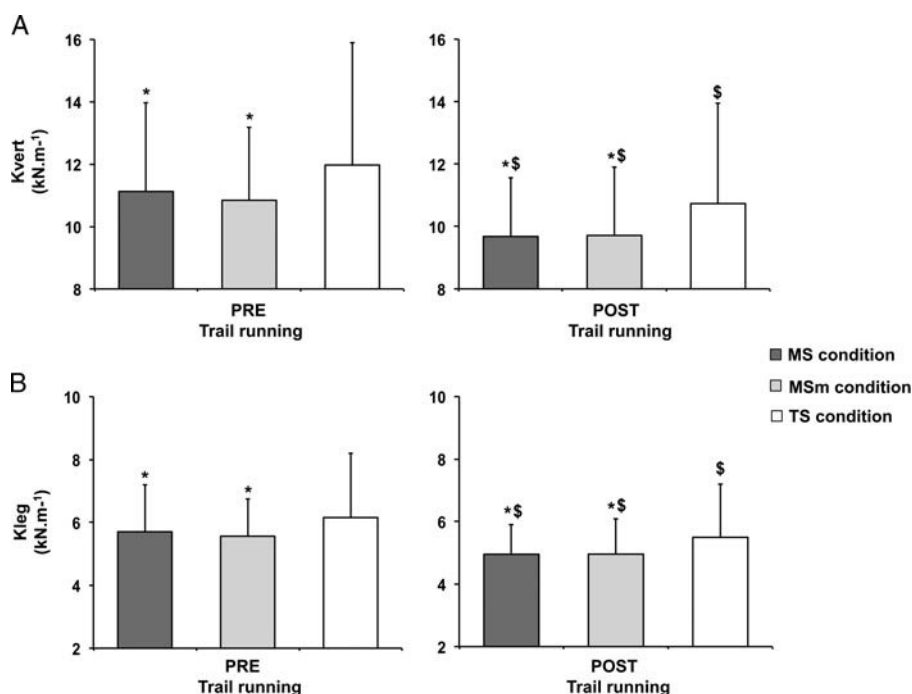 A
16
14
12
10
8
Kvert
(kN.m-1)
*
*
PRE
Trail running
16
14
12
10
8
*$
*$
$
POST
Trail running
MS condition
MSm condition
TS condition
B
10
8
6
4
2
Kleg
(kN.m-1)
*
*
PRE
Trail running
10
8
6
4
2
*$
*$
$
POST
Trail running